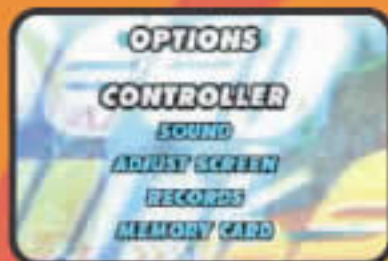 OPTIONS
CONTROLLER
SOUND
ADJUST SCREEN
RECORDS
MEMORY CARD